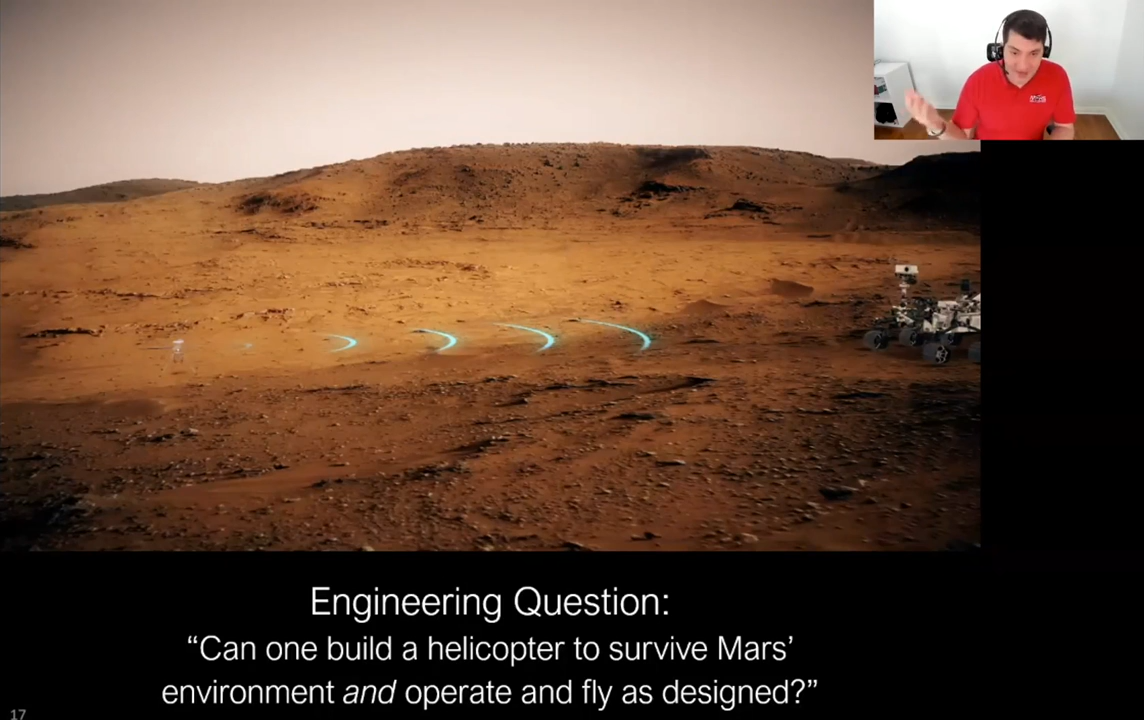 Engineering Question:
“Can one build a helicopter to survive Mars’
environment and operate and fly as designed?”
17